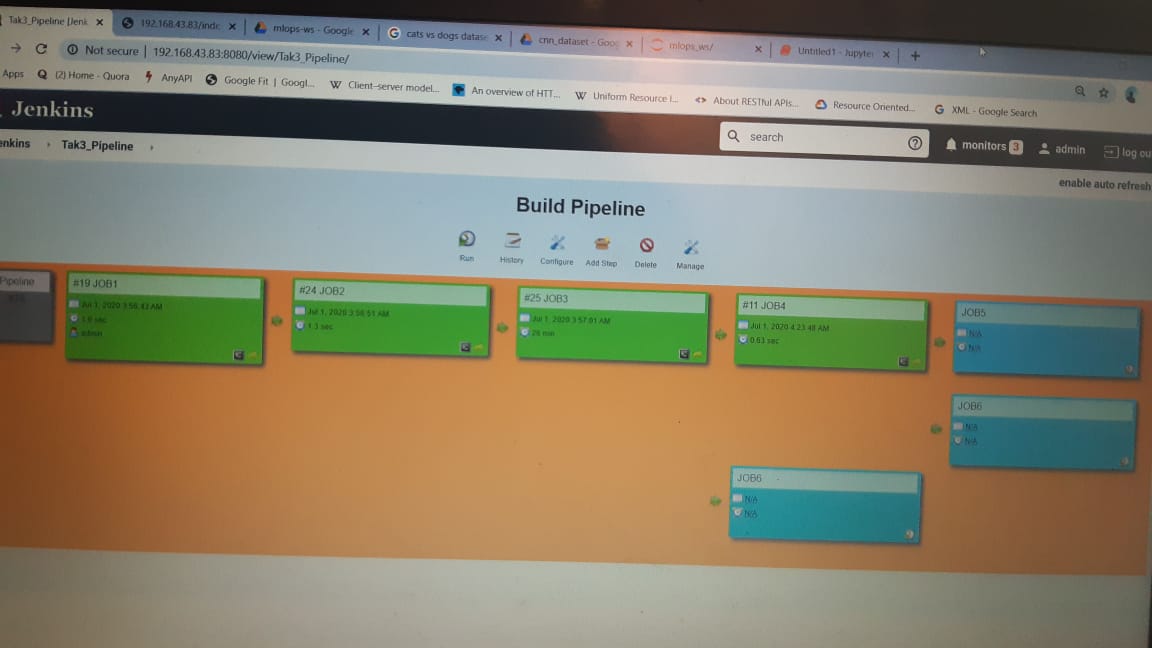 Tak3_Pipeline [Jenk
192.168.43.83/inde
mlops-ws - Google
cats vs dogs datase
cnn_dataset - Goog
mlops_ws/
Untitled1 - Jupyter
Not secure | 192.168.43.83:8080/view/Tak3_Pipeline/
Apps
(2) Home - Quora
AnyAPI
Google Fit | Googl...
Client–server model...
An overview of HTT...
Uniform Resource I...
About RESTful APIs...
Resource Oriented...
XML - Google Search
Jenkins
search
monitors 3
admin
log ou
enkins
Tak3_Pipeline
enable auto refresh
Build Pipeline
Run
History
Configure
Add Step
Delete
Manage
Pipeline
#19 JOB1
Jul 1, 2020 3:56:43 AM
1.9 sec
admin
#24 JOB2
Jul 1, 2020 3:56:51 AM
1.3 sec
#25 JOB3
Jul 1, 2020 3:57:01 AM
26 min
#11 JOB4
Jul 1, 2020 4:23:48 AM
0.63 sec
JOB5
N/A
N/A
JOB6
N/A
N/A
JOB6
N/A
N/A